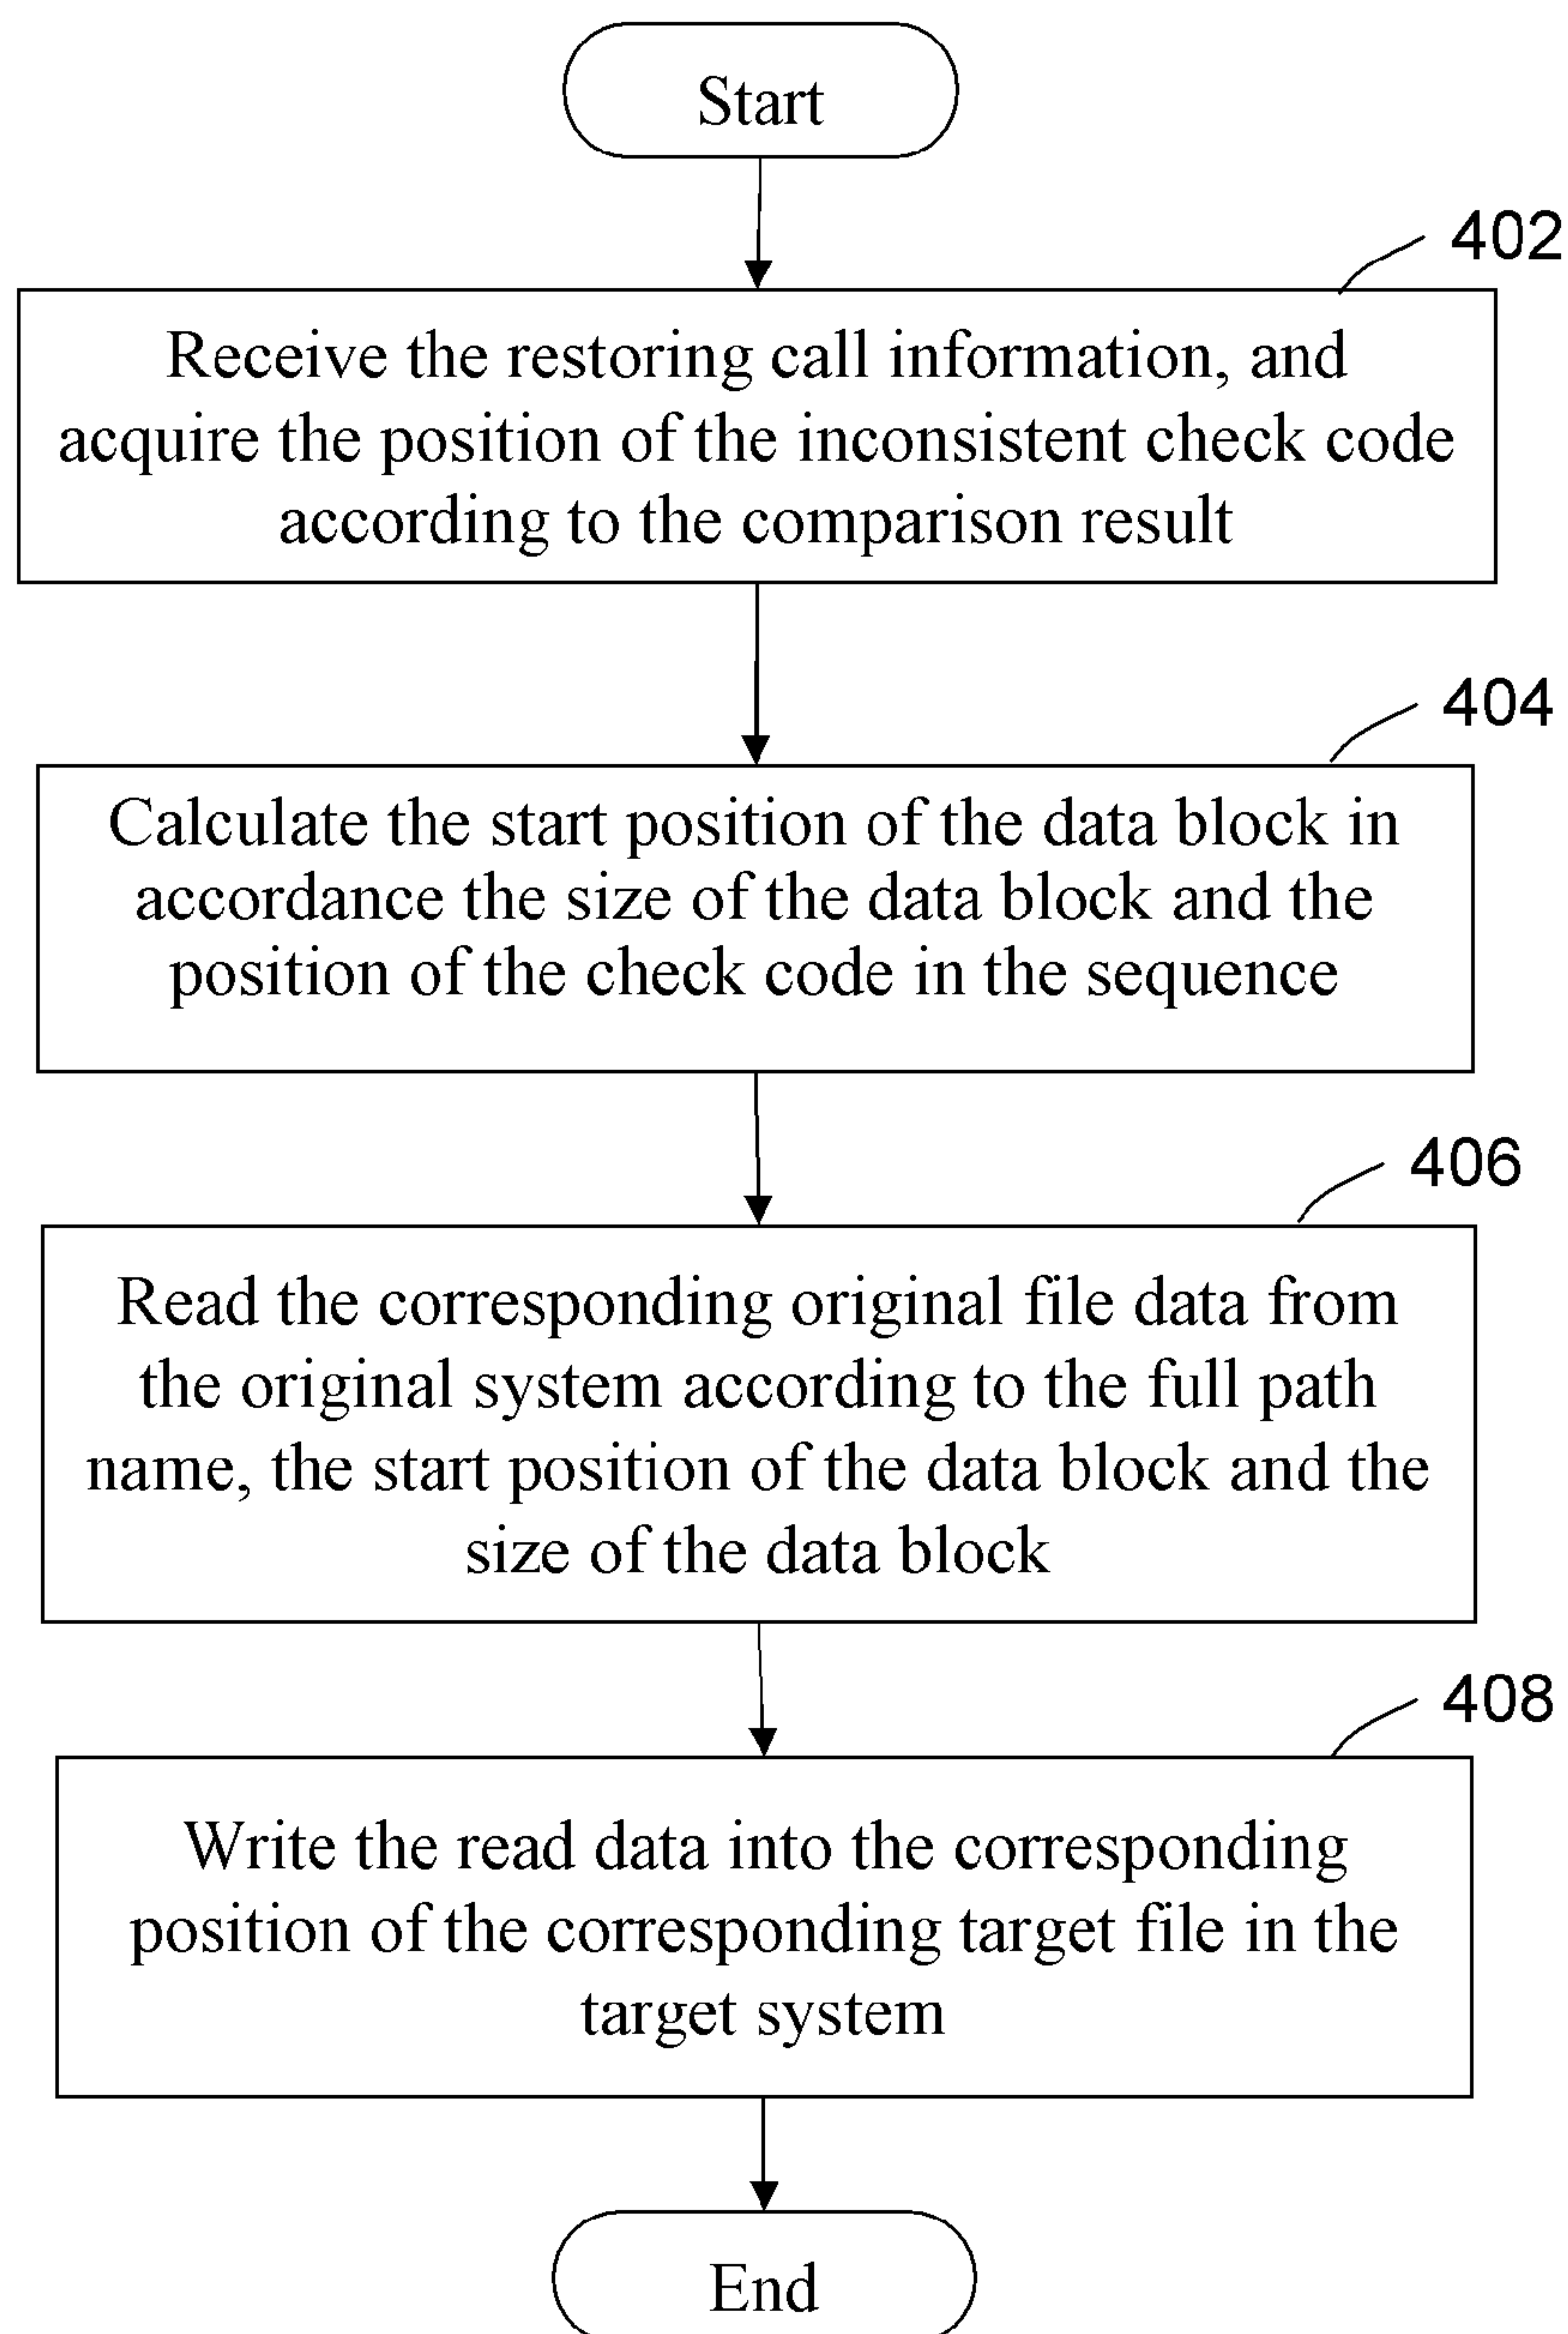 Start
402
Receive the restoring call information, and
acquire the position of the inconsistent check code
according to the comparison result
404
Calculate the start position of the data block in
accordance the size of the data block and the
position of the check code in the sequence
406
Read the corresponding original file data from
the original system according to the full path
name, the start position of the data block and the
size of the data block
408
Write the read data into the corresponding
position of the corresponding target file in the
target system
End